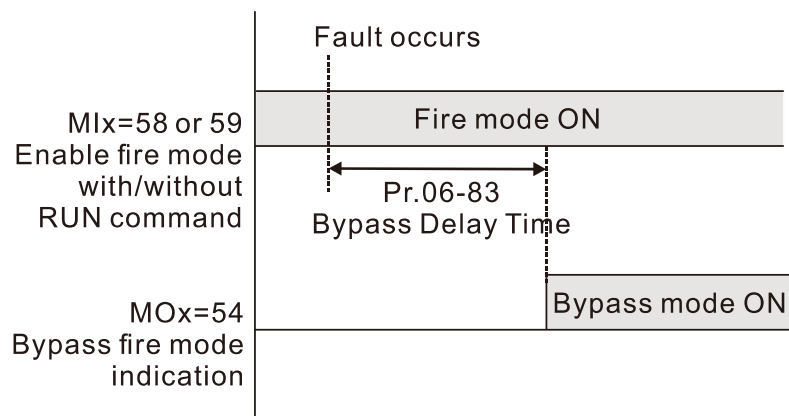 Fault occurs
MIx=58 or 59
Enable fire mode
with/without
RUN command
Fire mode ON
Pr.06-83
Bypass Delay Time
MOx=54
Bypass fire mode
indication
Bypass mode ON